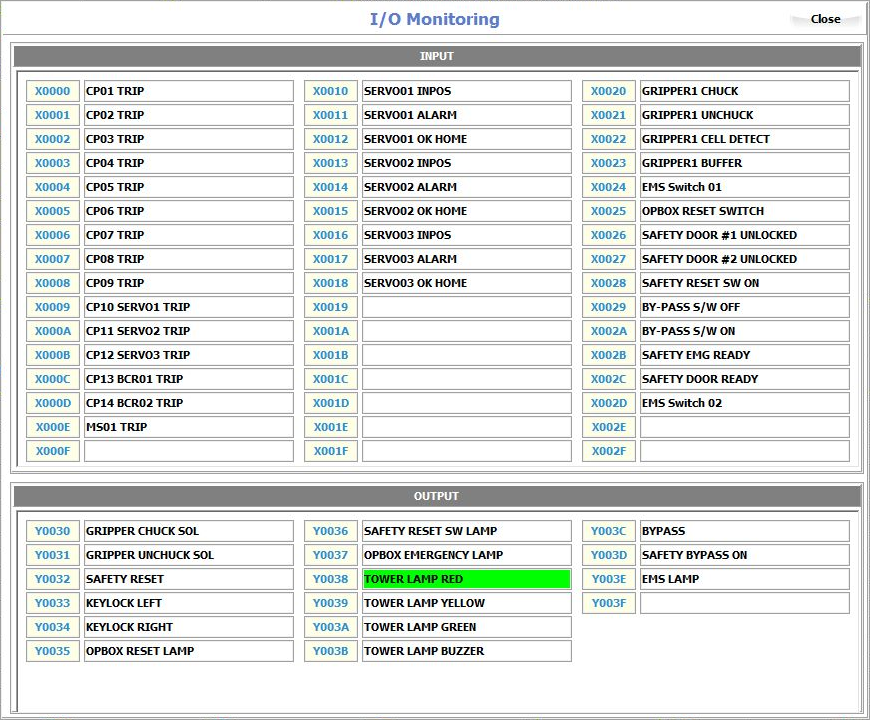 I/O Monitoring
Close
INPUT
X0000 CP01 TRIP X0010 SERVO01 INPOS X0020 GRIPPER1 CHUCK
X0001 CP02 TRIP X0011 SERVO01 ALARM X0021 GRIPPER1 UNCHUCK
X0002 CP03 TRIP X0012 SERVO01 OK HOME X0022 GRIPPER1 CELL DETECT
X0003 CP04 TRIP X0013 SERVO02 INPOS X0023 GRIPPER1 BUFFER
X0004 CP05 TRIP X0014 SERVO02 ALARM X0024 EMS Switch 01
X0005 CP06 TRIP X0015 SERVO02 OK HOME X0025 OPBOX RESET SWITCH
X0006 CP07 TRIP X0016 SERVO03 INPOS X0026 SAFETY DOOR #1 UNLOCKED
X0007 CP08 TRIP X0017 SERVO03 ALARM X0027 SAFETY DOOR #2 UNLOCKED
X0008 CP09 TRIP X0018 SERVO03 OK HOME X0028 SAFETY RESET SW ON
X0009 CP10 SERVO1 TRIP X0019 X0029 BY-PASS S/W OFF
X000A CP11 SERVO2 TRIP X001A X002A BY-PASS S/W ON
X000B CP12 SERVO3 TRIP X001B X002B SAFETY EMG READY
X000C CP13 BCR01 TRIP X001C X002C SAFETY DOOR READY
X000D CP14 BCR02 TRIP X001D X002D EMS Switch 02
X000E MS01 TRIP X001E X002E
X000F X001F X002F
OUTPUT
Y0030 GRIPPER CHUCK SOL Y0036 SAFETY RESET SW LAMP Y003C BYPASS
Y0031 GRIPPER UNCHUCK SOL Y0037 OPBOX EMERGENCY LAMP Y003D SAFETY BYPASS ON
Y0032 SAFETY RESET Y0038 TOWER LAMP RED Y003E EMS LAMP
Y0033 KEYLOCK LEFT Y0039 TOWER LAMP YELLOW Y003F
Y0034 KEYLOCK RIGHT Y003A TOWER LAMP GREEN
Y0035 OPBOX RESET LAMP Y003B TOWER LAMP BUZZER